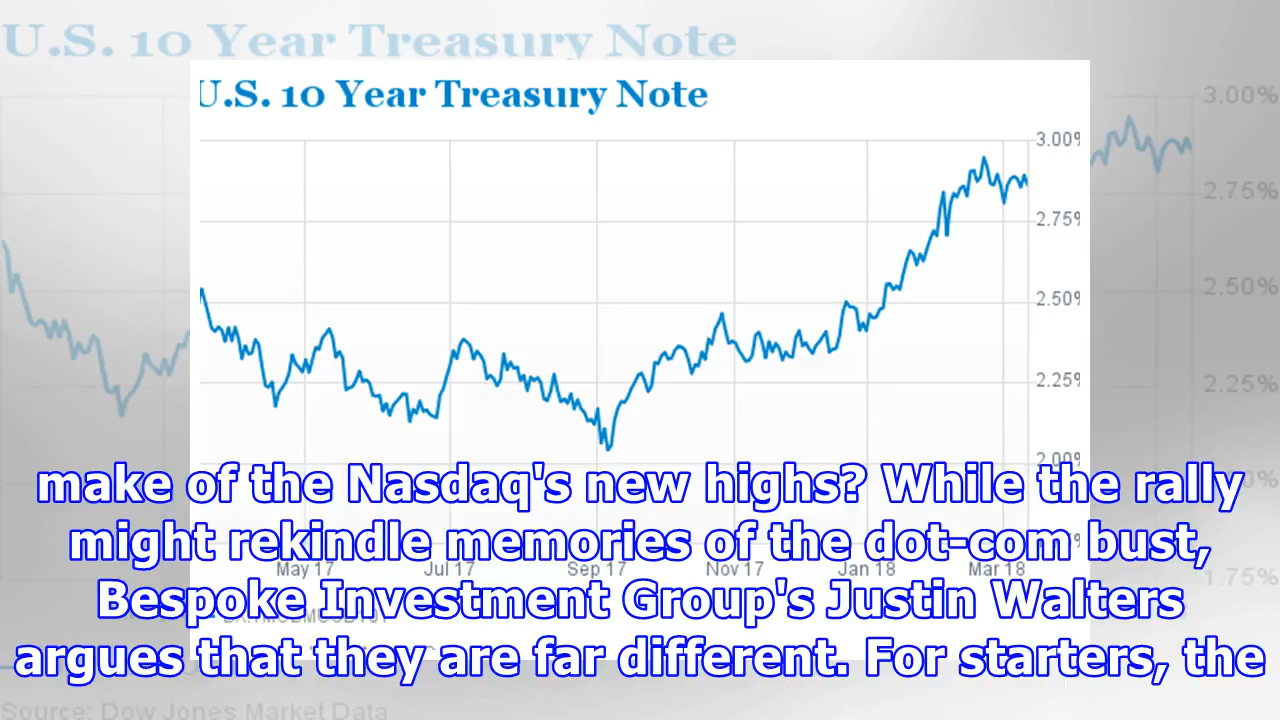 U.S. 10 Year Treasury Note
U.S. 10 Year Treasury Note
3.00%
3.00%
2.75%
2.75%
2.50%
2.50%
2.25%
2.25%
2.00%
make of the Nasdaq's new highs? While the rally
might rekindle memories of the dot-com bust,
May 17 Jul 17 Sep 17 Nov 17 Jan 18 Mar 18
1.75%
Bespoke Investment Group's Justin Walters
argues that they are far different. For starters, the
Source: Dow Jones Market Data